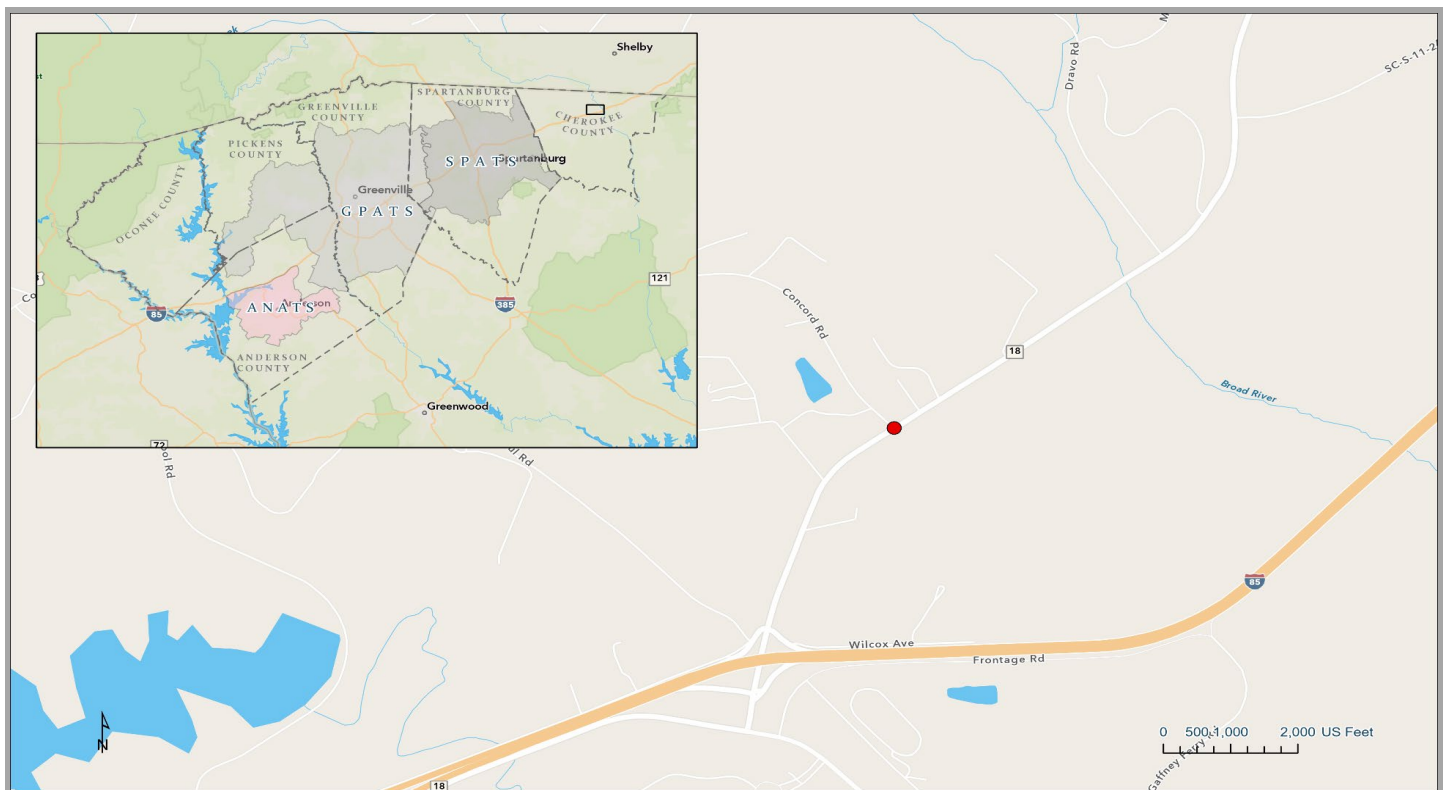 Shelby
SPARTANBURG
COUNTY
GREENVILLE
COUNTY
CHEROKEE
COUNTY
PICKENS
COUNTY
SPATS
Spartanburg
OCONEE COUNTY
Greenville
GPATS
121
ANATS
Anderson
85
385
ANDERSON
COUNTY
Greenwood
72
Dravo Rd
SC-S-11-2
Concord Rd
18
Broad River
85
Wilcox Ave
Frontage Rd
Gaffney Ferry
18
N
0 500 1,000 2,000 US Feet